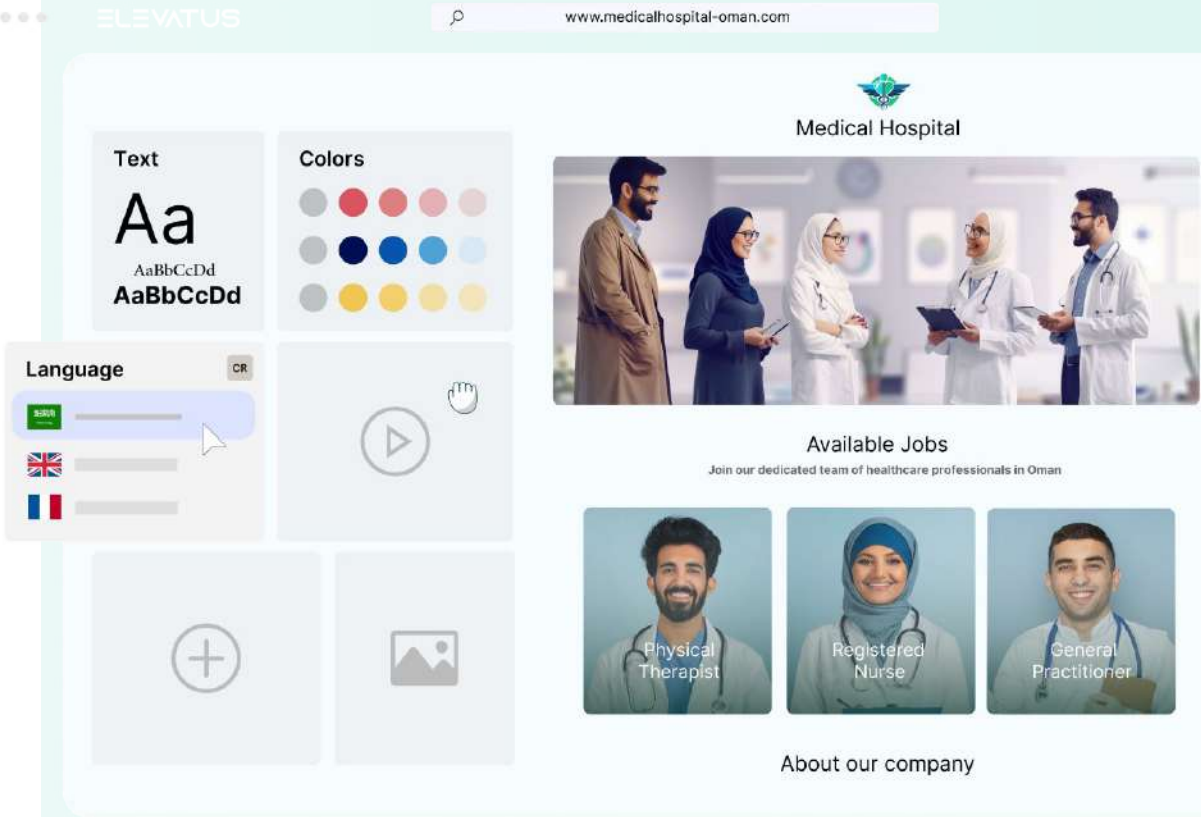 ELEVATUS
www.medicalhospital-oman.com
Medical Hospital
Text
Colors
Aa
AaBbCcDd
AaBbCcDd
Language
CR
Available Jobs
Join our dedicated team of healthcare professionals in Oman
Physical
Therapist
Registered
Nurse
General
Practitioner
About our company